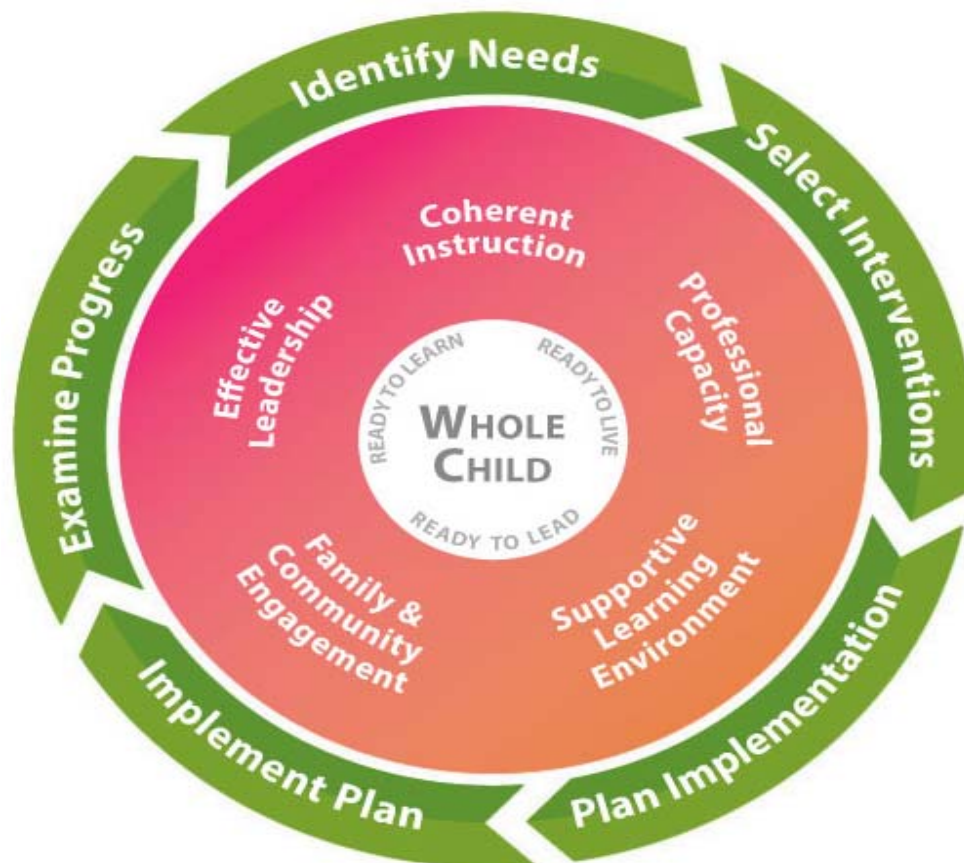 Identify Needs
Select Interventions
Plan Implementation
Implement Plan
Examine Progress
Coherent
Instruction
Professional
Capacity
Supportive
Learning
Environment
Family &
Community
Engagement
Effective
Leadership
READY TO LEARN
READY TO LIVE
READY TO LEAD
WHOLE
CHILD